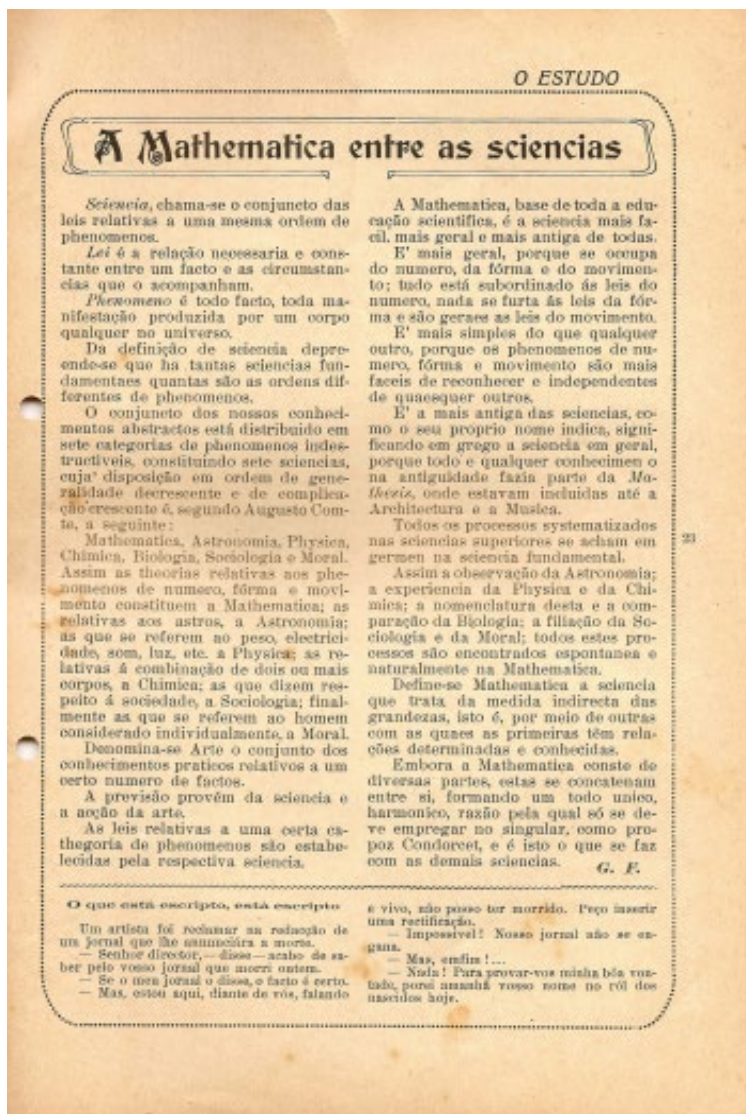 O ESTUDO
A Mathematica entre as sciencias
Sciencia, chama-se o conjuncto das
leis relativas a uma mesma ordem de
phenomenos.
Lei é a relação necessaria e cons-
tante entre um facto e as circumstan-
cias que o acompanham.
Phenomeno é todo facto, toda ma-
nifestação produzida por um corpo
qualquer no universo.
Da definição de sciencia depre-
ende-se que ha tantas sciencias fun-
damentaes quantas são as ordens dif-
ferentes de phenomenos.
O conjuncto dos nossos conheci-
mentos abstractos está distribuido em
sete categorias de phenomenos indes-
tructiveis, constituindo sete sciencias,
cuja disposição em ordem de gene-
ralidade decrescente e de complica-
ção crescente é, segundo Augusto Com-
te, a seguinte:
Mathematica, Astronomia, Physica,
Chimica, Biologia, Sociologia e Moral.
Assim as theorias relativas aos phe-
nomenos de numero, fórma e movi-
mento constituem a Mathematica; as
relativas aos astros, a Astronomia;
as que se referem ao peso, electrici-
dade, som, luz, etc. a Physica; as re-
lativas á combinação de dois ou mais
corpos, a Chimica; as que dizem res-
peito á sociedade, a Sociologia; final-
mente as que se referem ao homem
considerado individualmente, a Moral.
Denomina-se Arte o conjunto dos
conhecimentos praticos relativos a um
certo numero de factos.
A previsão provém da sciencia e
a acção da arte.
As leis relativas a uma certa ca-
thegoria de phenomenos são estabe-
lecidas pela respectiva sciencia.
A Mathematica, base de toda a edu-
cação scientifica, é a sciencia mais fa-
cil, mais geral e mais antiga de todas.
E' mais geral, porque se occupa
do numero, da fórma e do movimen-
to; tudo está subordinado ás leis do
numero, nada se furta ás leis da fór-
ma e são geraes as leis do movimento.
E' mais simples do que qualquer
outro, porque os phenomenos de nu-
mero, fórma e movimento são mais
faceis de reconhecer e independentes
de quaesquer outros.
E' a mais antiga das sciencias, co-
mo o seu proprio nome indica, signi-
ficando em grego a sciencia em geral,
porque todo e qualquer conhecimen o
na antiguidade fazia parte da Ma-
thezis, onde estavam incluidas até a
Architectura e a Musica.
Todos os processos systematizados
nas sciencias superiores se acham em
germen na sciencia fundamental.
Assim a observação da Astronomia;
a experiencia da Physica e da Chi-
mica; a nomenclatura desta e a com-
paração da Biologia; a filiação da So-
ciologia e da Moral; todos estes pro-
cessos são encontrados espontanea e
naturalmente na Mathematica.
Define-se Mathematica a sciencia
que trata da medida indirecta das
grandezas, isto é, por meio de outras
com as quaes as primeiras têm rela-
ções determinadas e conhecidas.
Embora a Mathematica conste de
diversas partes, estas se concatenam
entre si, formando um todo unico,
harmonico, razão pela qual só se de-
ve empregar no singular, como pro-
poz Condorcet, e é isto o que se faz
com as demais sciencias.
G. F.
23
O que está escripto, está escripto
Um artista foi reclamar na redacção de
um jornal que lhe annunciára a morte.
— Senhor director, — disse — acabo de sa-
ber pelo vosso jornal que morri ontem.
— Se o meu jornal o disse, o facto é certo.
— Mas, estou aqui, diante de vós, falando
e vivo, não posso ter morrido. Peço inserir
uma rectificação.
— Impossivel! Nosso jornal não se en-
gana.
— Mas, emfim!...
— Nada! Para provar-vos minha bôa von-
tade, porei amanhã vosso nome no ról dos
nascidos hoje.